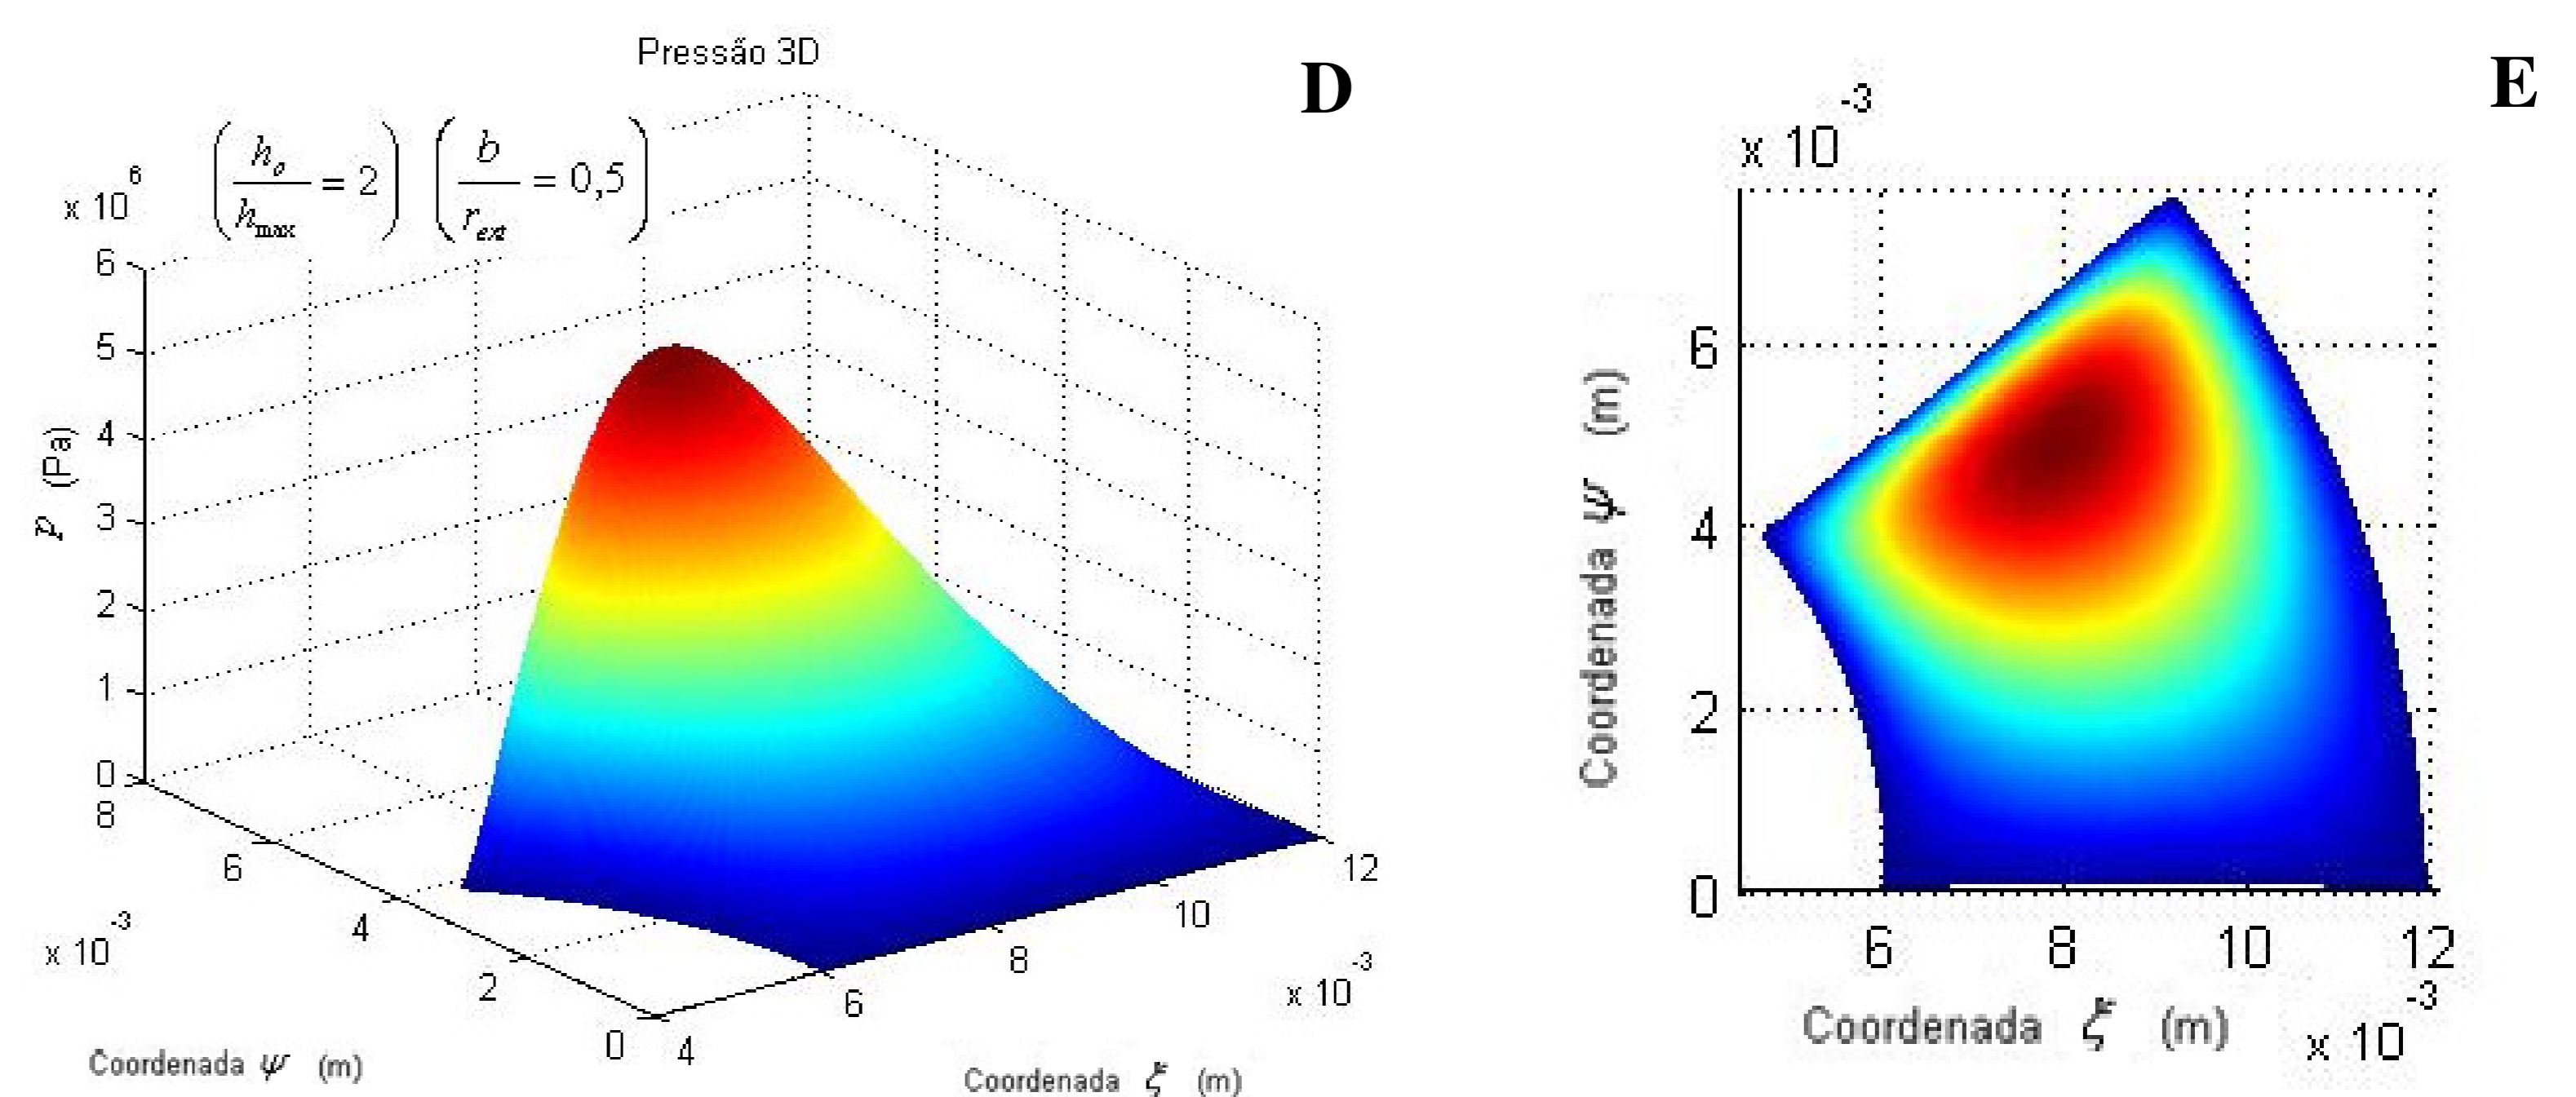 Pressão 3D
D
(h_o/h_max = 2) (b/r_ext = 0,5)
x 10^6
6
5
4
3
2
1
0
p (Pa)
8
6
4
2
0
x 10^-3
Coordenada ψ (m)
4
6
8
10
12
x 10^-3
Coordenada ξ (m)
E
x 10^-3
6
4
2
0
Coordenada ψ (m)
6
8
10
12
x 10^-3
Coordenada ξ (m)